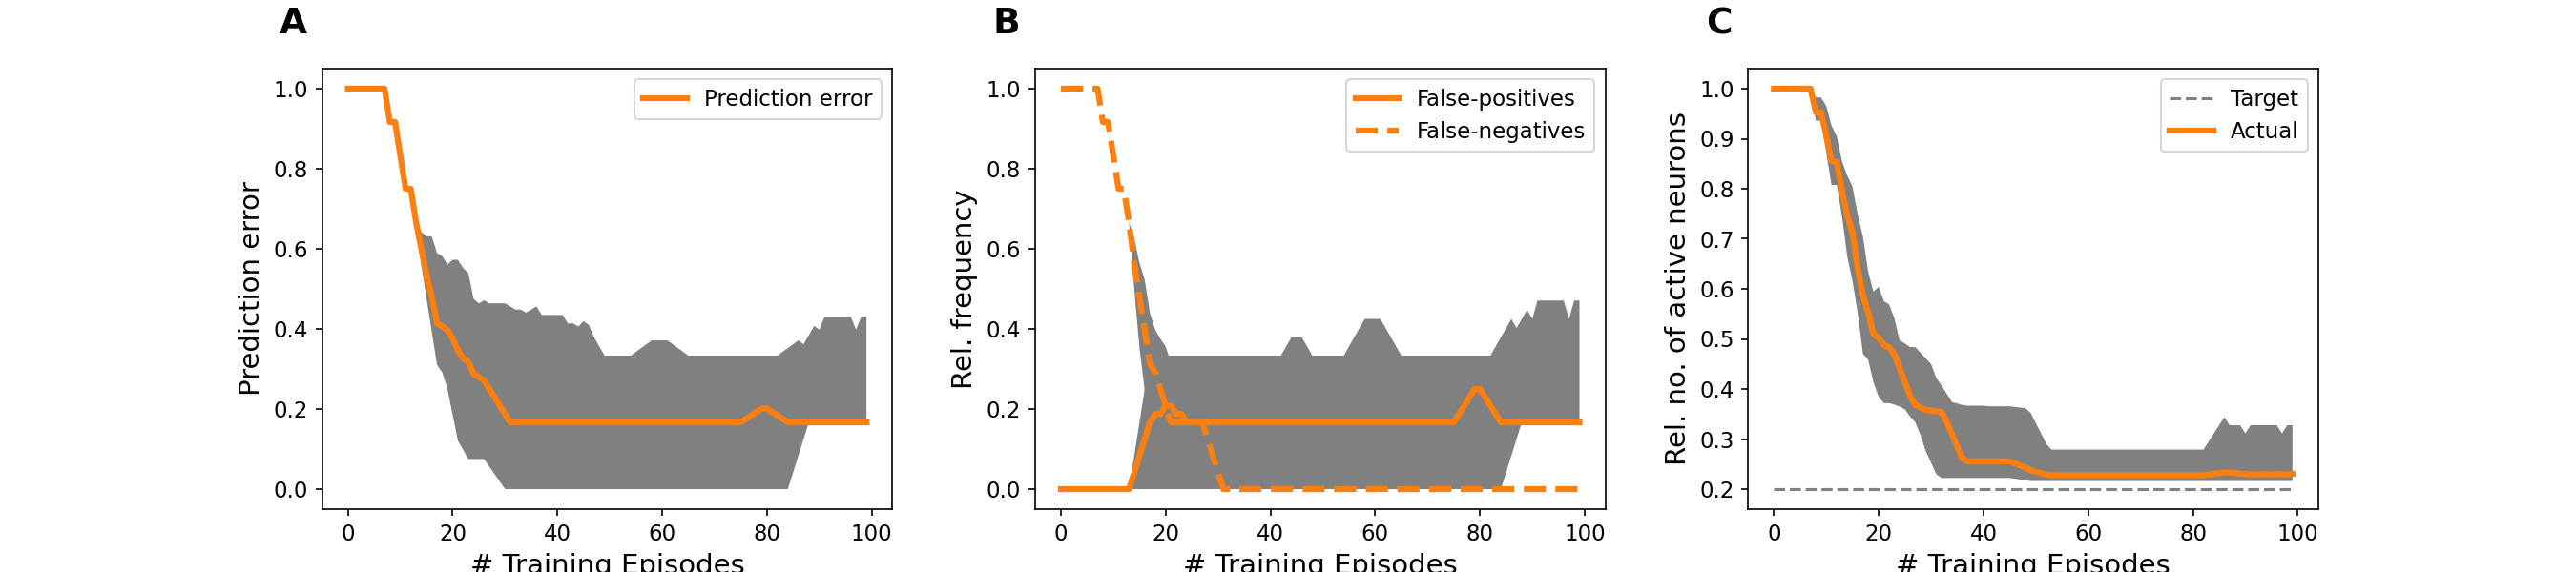 A
Prediction error
1.0
0.8
0.6
0.4
0.2
0.0
Prediction error
0 20 40 60 80 100
# Training Episodes
B
False-positives
False-negatives
1.0
0.8
0.6
0.4
0.2
0.0
Rel. frequency
0 20 40 60 80 100
# Training Episodes
C
Target
Actual
1.0
0.9
0.8
0.7
0.6
0.5
0.4
0.3
0.2
Rel. no. of active neurons
0 20 40 60 80 100
# Training Episodes